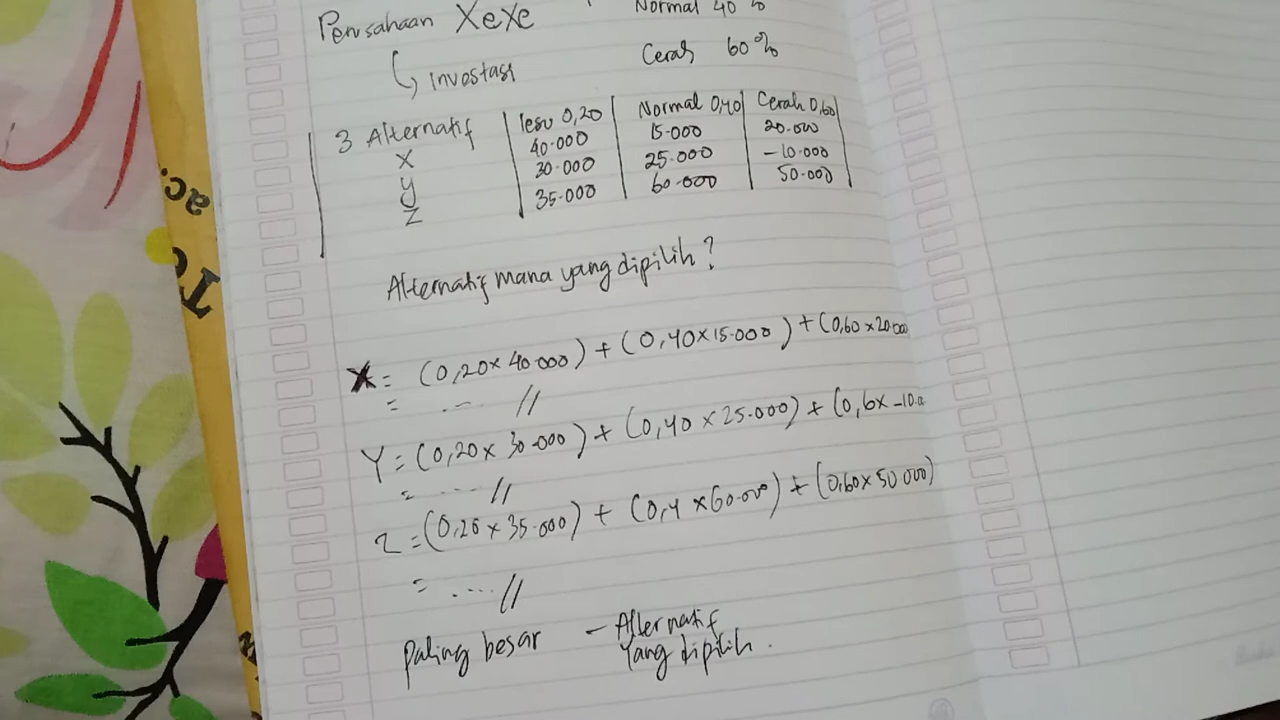 Perusahaan XeXe
Normal 40 %
Investasi
Cerah 60%
3 Alternatif
lesu 0,20
Normal 0,40
Cerah 0,60
X
40.000
15.000
20.000
Y
30.000
25.000
-10.000
Z
35.000
60.000
50.000
Alternatif mana yang dipilih?
X = (0,20 x 40.000) + (0,40 x 15.000) + (0,60 x 20.000
= .... //
Y = (0,20 x 30.000) + (0,40 x 25.000) + (0,6 x -10.0
= .... //
Z = (0,20 x 35.000) + (0,4 x 60.000) + (0,60 x 50.000)
= .... //
Paling besar - Alternatif
Yang dipilih.
ac.
To